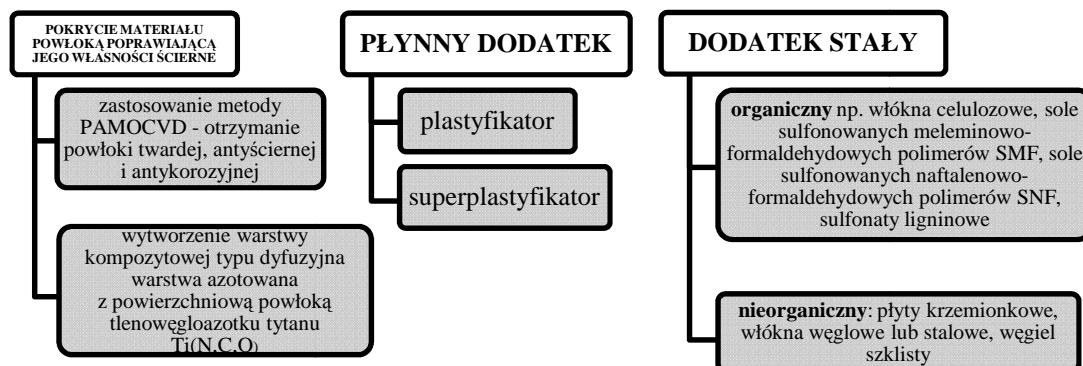 POKRYCIE MATERIAŁU
POWŁOKĄ POPRAWIAJĄCĄ
JEGO WŁASNOŚCI ŚCIERNE
zastosowanie metody
PAMOCVD - otrzymanie
powłoki twardej, antyściernej
i antykorozyjnej
wytworzenie warstwy
kompozytowej typu dyfuzyjna
warstwa azotowana
z powierzchniową powłoką
tlenowęgloazotku tytanu
Ti(N,C,O)
PŁYNNY DODATEK
plastyfikator
superplastyfikator
DODATEK STAŁY
organiczny np. włókna celulozowe, sole
sulfonowanych meleminowo-
formaldehydowych polimerów SMF, sole
sulfonowanych naftalenowo-
formaldehydowych polimerów SNF,
sulfonaty ligninowe
nieorganiczny: płyty krzemionkowe,
włókna węglowe lub stalowe, węgiel
szklisty